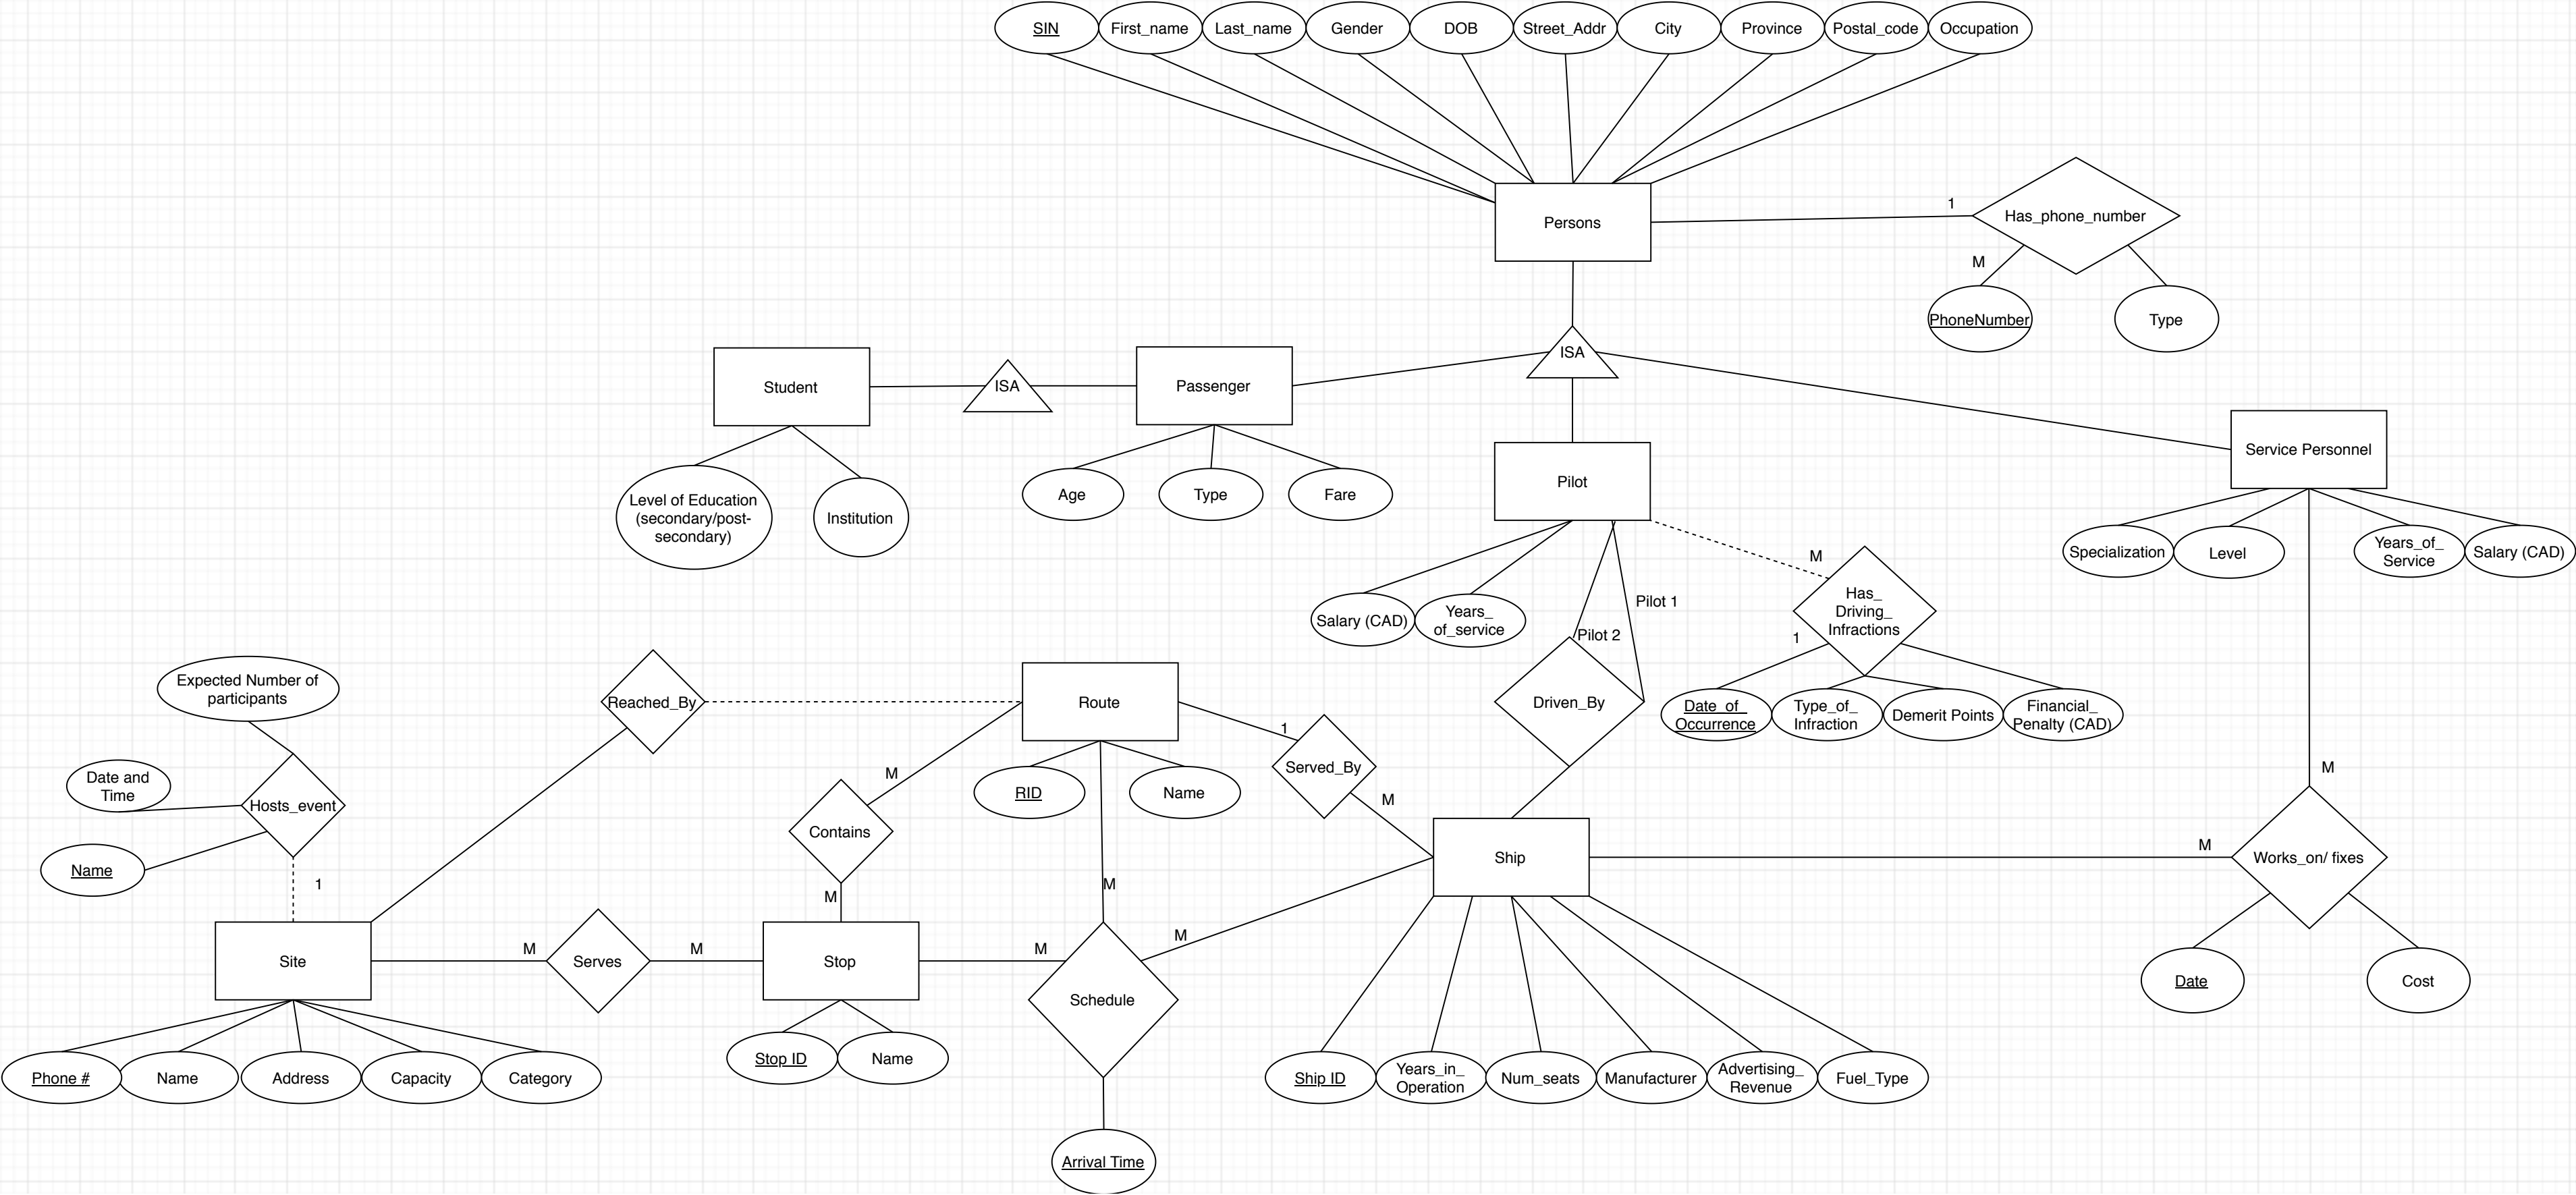 SIN
First_name
Last_name
Gender
DOB
Street_Addr
City
Province
Postal_code
Occupation
Persons
1
Has_phone_number
M
PhoneNumber
Type
ISA
Student
ISA
Passenger
Level of Education
(secondary/post-
secondary)
Institution
Age
Type
Fare
Pilot
Service Personnel
Specialization
Level
Years_of_
Service
Salary (CAD)
M
Has_
Driving_
Infractions
1
Salary (CAD)
Years_
of_service
Pilot 1
Pilot 2
Driven_By
Date_of_
Occurrence
Type_of_
Infraction
Demerit Points
Financial_
Penalty (CAD)
Expected Number of
participants
Date and
Time
Hosts_event
Name
1
Reached_By
Route
M
Contains
M
RID
Name
1
Served_By
M
Ship
M
M
Works_on/ fixes
Date
Cost
Site
M
Serves
M
Stop
M
M
M
Schedule
Phone #
Name
Address
Capacity
Category
Stop ID
Name
Arrival Time
Ship ID
Years_in_
Operation
Num_seats
Manufacturer
Advertising_
Revenue
Fuel_Type